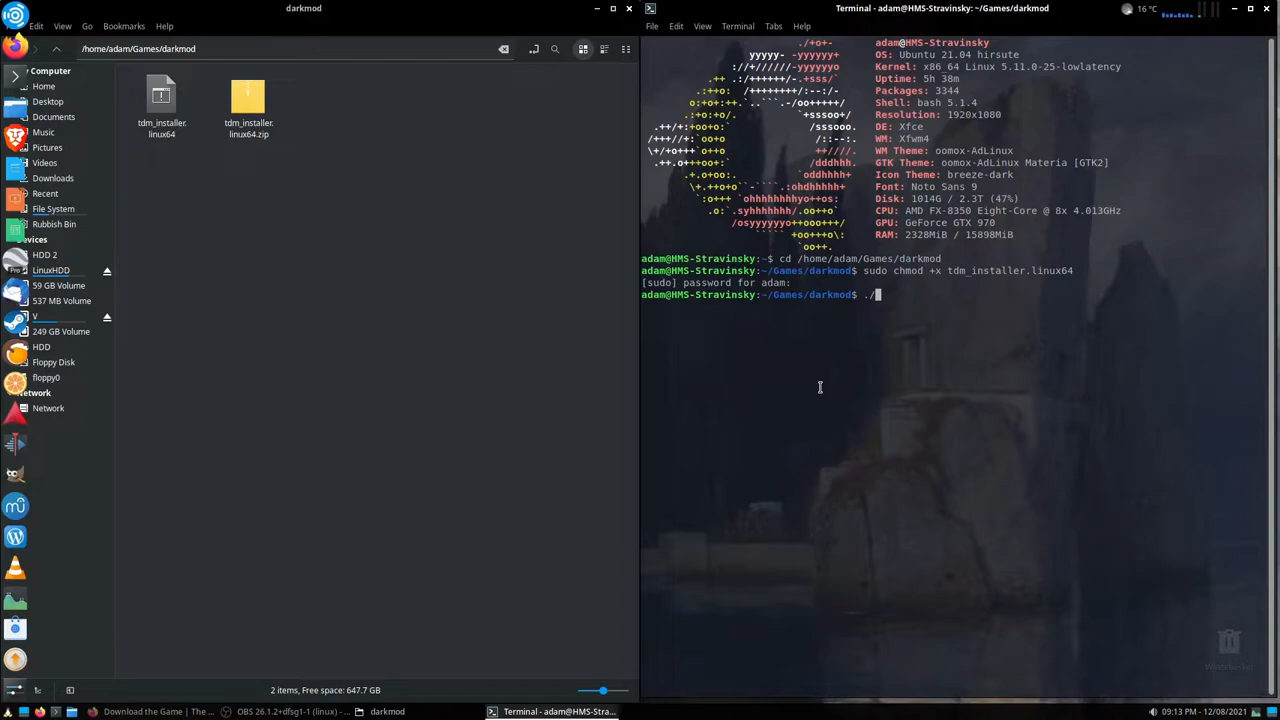 darkmod
Edit View Go Bookmarks Help
/home/adam/Games/darkmod
Computer
Home
Desktop
Documents
Music
Pictures
Videos
Downloads
Recent
File System
Rubbish Bin
Devices
HDD 2
LinuxHDD
59 GB Volume
537 MB Volume
V
249 GB Volume
HDD
Floppy Disk
floppy0
Network
Network
tdm_installer.
linux64
tdm_installer.
linux64.zip
2 items, Free space: 647.7 GB
Terminal - adam@HMS-Stravinsky: ~/Games/darkmod
16 °C
File Edit View Terminal Tabs Help
adam@HMS-Stravinsky
OS: Ubuntu 21.04 hirsute
Kernel: x86_64 Linux 5.11.0-25-lowlatency
Uptime: 5h 38m
Packages: 3344
Shell: bash 5.1.4
Resolution: 1920x1080
DE: Xfce
WM: Xfwm4
WM Theme: oomox-AdLinux
GTK Theme: oomox-AdLinux Materia [GTK2]
Icon Theme: breeze-dark
Font: Noto Sans 9
Disk: 1014G / 2.3T (47%)
CPU: AMD FX-8350 Eight-Core @ 8x 4.013GHz
GPU: GeForce GTX 970
RAM: 2328MiB / 15898MiB
adam@HMS-Stravinsky:~$ cd /home/adam/Games/darkmod
adam@HMS-Stravinsky:~/Games/darkmod$ sudo chmod +x tdm_installer.linux64
[sudo] password for adam:
adam@HMS-Stravinsky:~/Games/darkmod$ ./
Wastebasket
Download the Game | The ...
OBS 26.1.2+dfsg1-1 (linux) - ...
darkmod
Terminal - adam@HMS-Stra...
09:13 PM - 12/08/2021